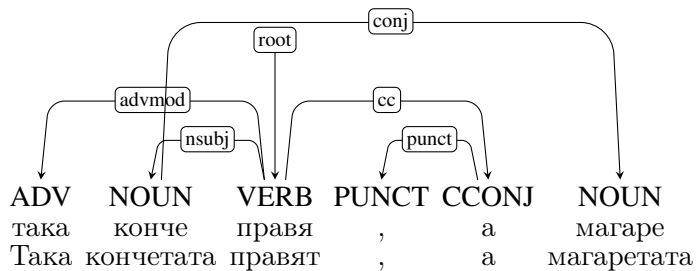 conj
root
advmod cc
nsubj punct
ADV NOUN VERB PUNCT CCONJ NOUN
така конче правя , а магаре
Така кончетата правят , а магаретата